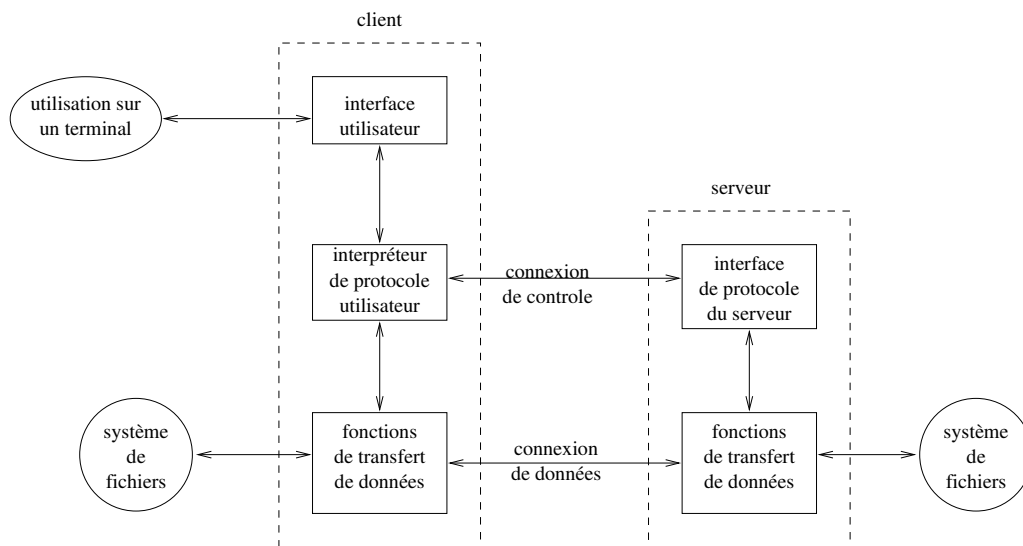 client
utilisation sur
un terminal
interface
utilisateur
serveur
interpréteur
de protocole
utilisateur
connexion
de controle
interface
de protocole
du serveur
système
de
fichiers
fonctions
de transfert
de données
connexion
de données
fonctions
de transfert
de données
système
de
fichiers